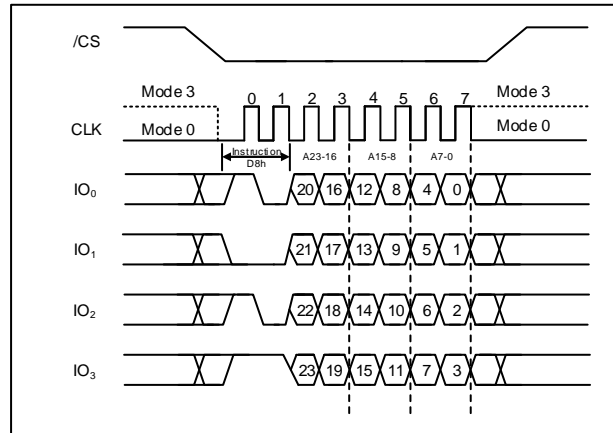 /CS
0 1 2 3 4 5 6 7
Mode 3 Mode 3
CLK Mode 0 Mode 0
Instruction A23-16 A15-8 A7-0
D8h
IO0 20 16 12 8 4 0
IO1 21 17 13 9 5 1
IO2 22 18 14 10 6 2
IO3 23 19 15 11 7 3